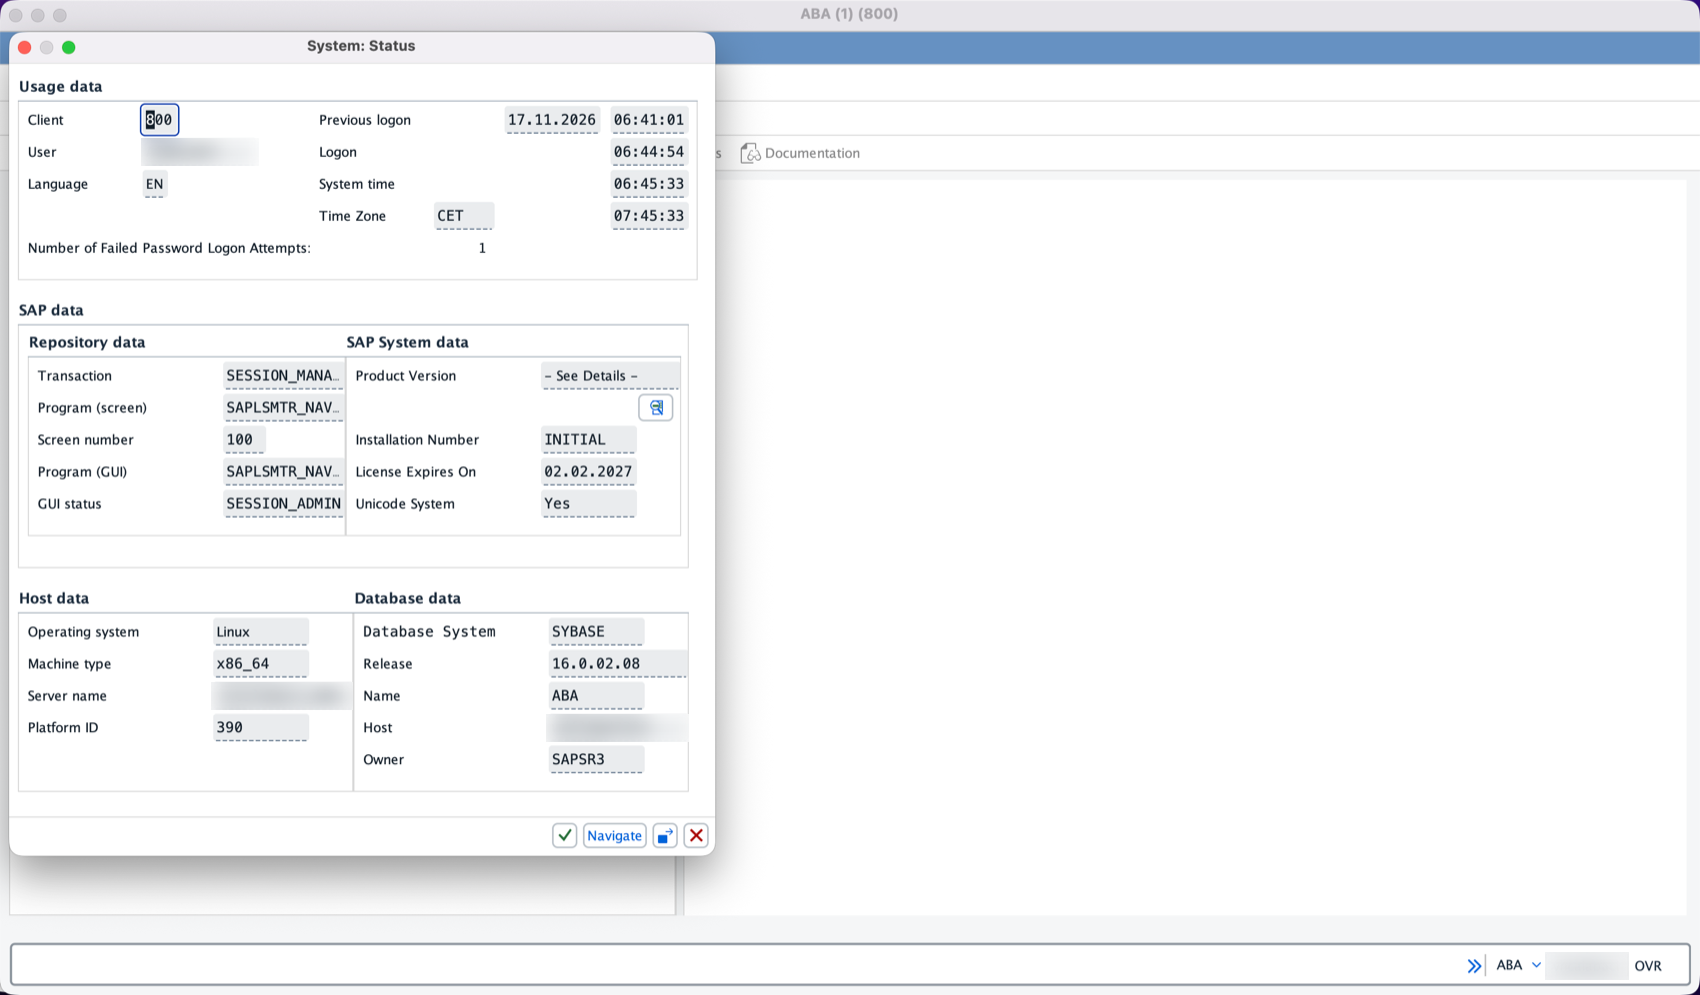 ABA (1) (800)
System: Status
Usage data
Client 800 Previous logon 17.11.2026 06:41:01
User Logon 06:44:54
Language EN System time 06:45:33
Time Zone CET 07:45:33
Number of Failed Password Logon Attempts: 1
s Documentation
SAP data
Repository data SAP System data
Transaction SESSION_MANA… Product Version - See Details -
Program (screen) SAPLSMTR_NAV…
Screen number 100 Installation Number INITIAL
Program (GUI) SAPLSMTR_NAV… License Expires On 02.02.2027
GUI status SESSION_ADMIN Unicode System Yes
Host data Database data
Operating system Linux Database System SYBASE
Machine type x86_64 Release 16.0.02.08
Server name Name ABA
Platform ID 390 Host
Owner SAPSR3
Navigate
ABA OVR